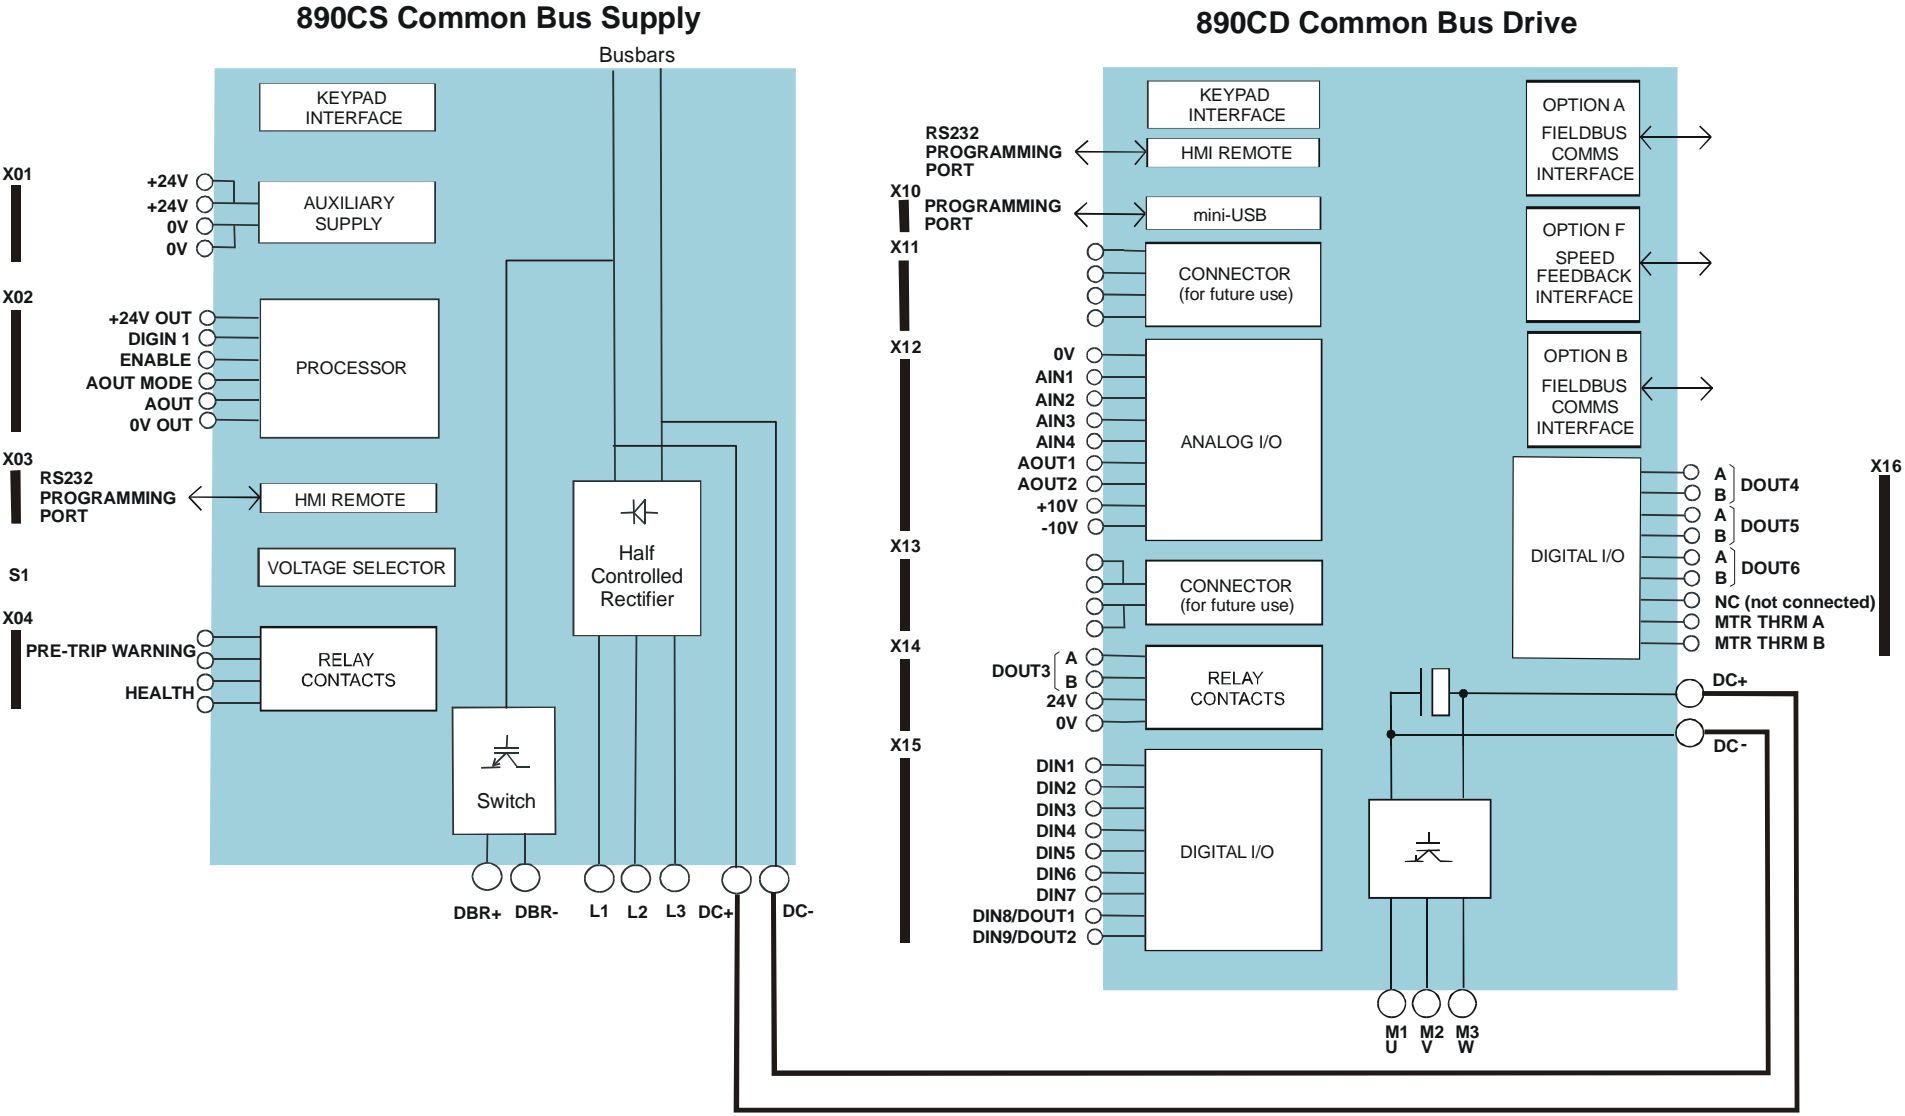 890CS Common Bus Supply
Busbars
KEYPAD
INTERFACE
X01
+24V
+24V
0V
0V
AUXILIARY
SUPPLY
X02
+24V OUT
DIGIN 1
ENABLE
AOUT MODE
AOUT
0V OUT
PROCESSOR
X03
RS232
PROGRAMMING
PORT
HMI REMOTE
S1
VOLTAGE SELECTOR
X04
PRE-TRIP WARNING
HEALTH
RELAY
CONTACTS
Half
Controlled
Rectifier
Switch
DBR+
DBR-
L1
L2
L3
DC+
DC-
890CD Common Bus Drive
KEYPAD
INTERFACE
RS232
PROGRAMMING
PORT
HMI REMOTE
X10
PROGRAMMING
PORT
mini-USB
X11
CONNECTOR
(for future use)
X12
0V
AIN1
AIN2
AIN3
AIN4
AOUT1
AOUT2
+10V
-10V
ANALOG I/O
X13
CONNECTOR
(for future use)
X14
DOUT3
A
B
24V
0V
RELAY
CONTACTS
X15
DIN1
DIN2
DIN3
DIN4
DIN5
DIN6
DIN7
DIN8/DOUT1
DIN9/DOUT2
DIGITAL I/O
OPTION A
FIELDBUS
COMMS
INTERFACE
OPTION F
SPEED
FEEDBACK
INTERFACE
OPTION B
FIELDBUS
COMMS
INTERFACE
X16
DIGITAL I/O
A
B
DOUT4
A
B
DOUT5
A
B
DOUT6
NC (not connected)
MTR THRM A
MTR THRM B
DC+
DC-
M1
U
M2
V
M3
W